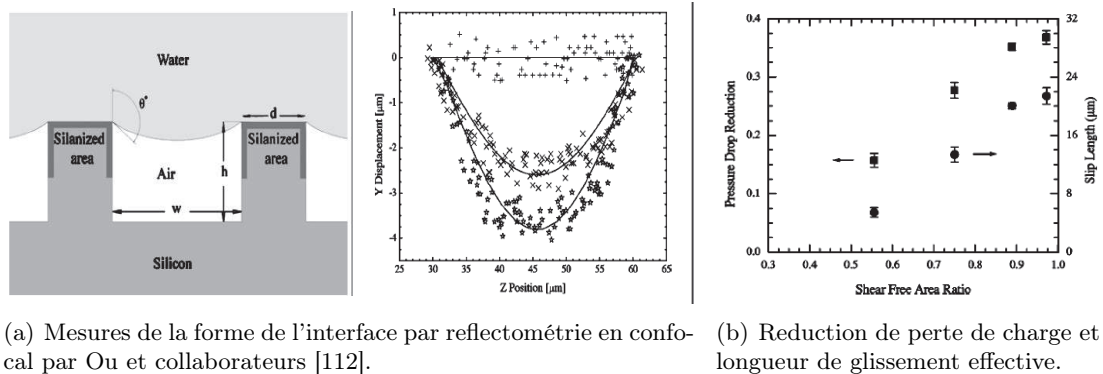 Water
θ*
d
Silanized area
Silanized area
Air
h
w
Silicon
Y Displacement [μm]
0
-1
-2
-3
-4
25 30 35 40 45 50 55 60 65
Z Position [μm]
Pressure Drop Reduction
0.4
0.3
0.2
0.1
0.0
0.3 0.4 0.5 0.6 0.7 0.8 0.9 1.0
Shear Free Area Ratio
32
24
16
8
0
Slip Length (μm)
(a) Mesures de la forme de l'interface par reflectométrie en confo-
cal par Ou et collaborateurs [112].
(b) Reduction de perte de charge et
longueur de glissement effective.